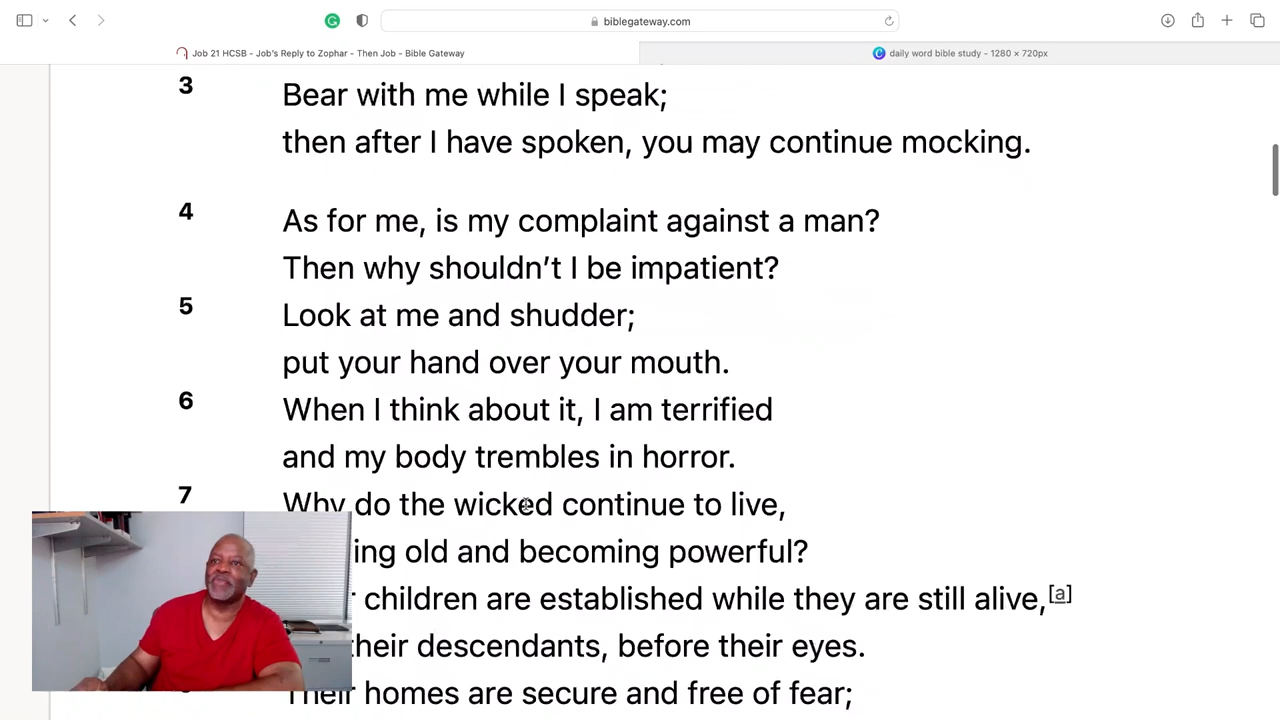 biblegateway.com
Job 21 HCSB - Job's Reply to Zophar - Then Job - Bible Gateway
daily word bible study - 1280 × 720px
3 Bear with me while I speak;
then after I have spoken, you may continue mocking.
4 As for me, is my complaint against a man?
Then why shouldn’t I be impatient?
5 Look at me and shudder;
put your hand over your mouth.
6 When I think about it, I am terrified
and my body trembles in horror.
7 Why do the wicked continue to live,
ing old and becoming powerful?
children are established while they are still alive,[a]
their descendants, before their eyes.
Their homes are secure and free of fear;